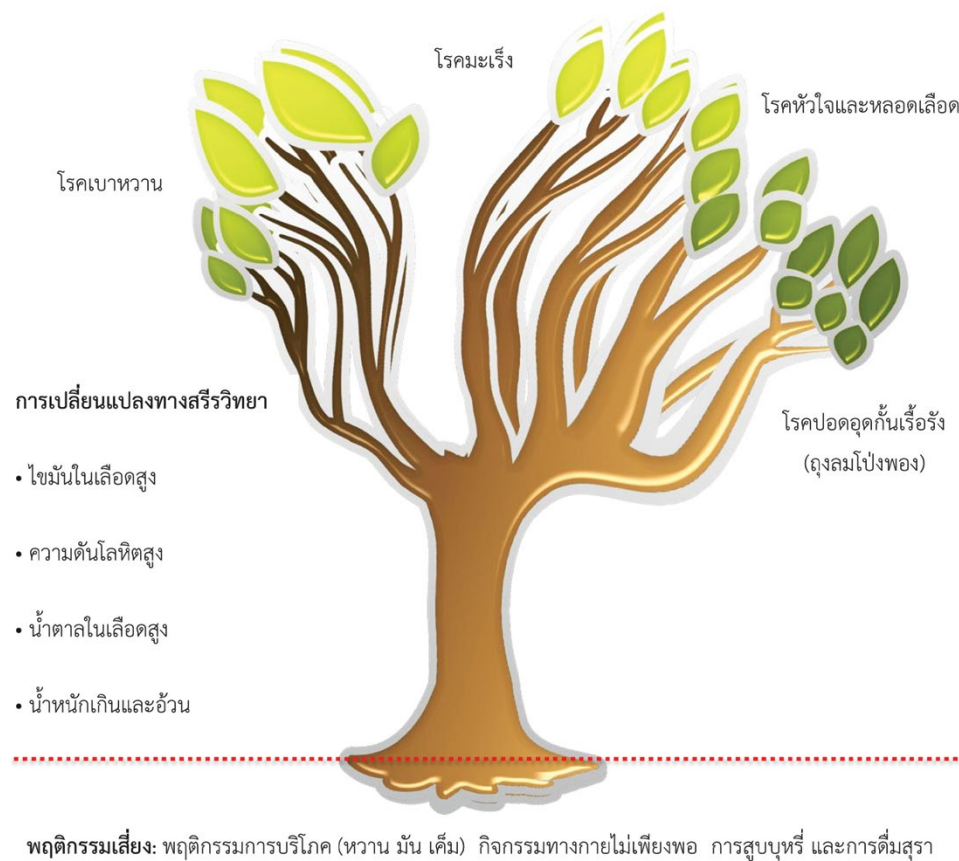 โรคมะเร็ง
โรคหัวใจและหลอดเลือด
โรคเบาหวาน
โรคปอดอุดกั้นเรื้อรัง
(ถุงลมโป่งพอง)
การเปลี่ยนแปลงทางสรีรวิทยา
• ไขมันในเลือดสูง
• ความดันโลหิตสูง
• น้ำตาลในเลือดสูง
• น้ำหนักเกินและอ้วน
พฤติกรรมเสี่ยง: พฤติกรรมการบริโภค (หวาน มัน เค็ม) กิจกรรมทางกายไม่เพียงพอ การสูบบุหรี่ และการดื่มสุรา